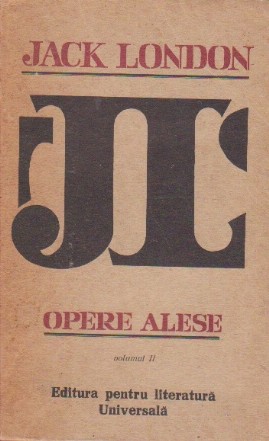 JACK LONDON
JL
OPERE ALESE
volumul II
Editura pentru literatură
Universală